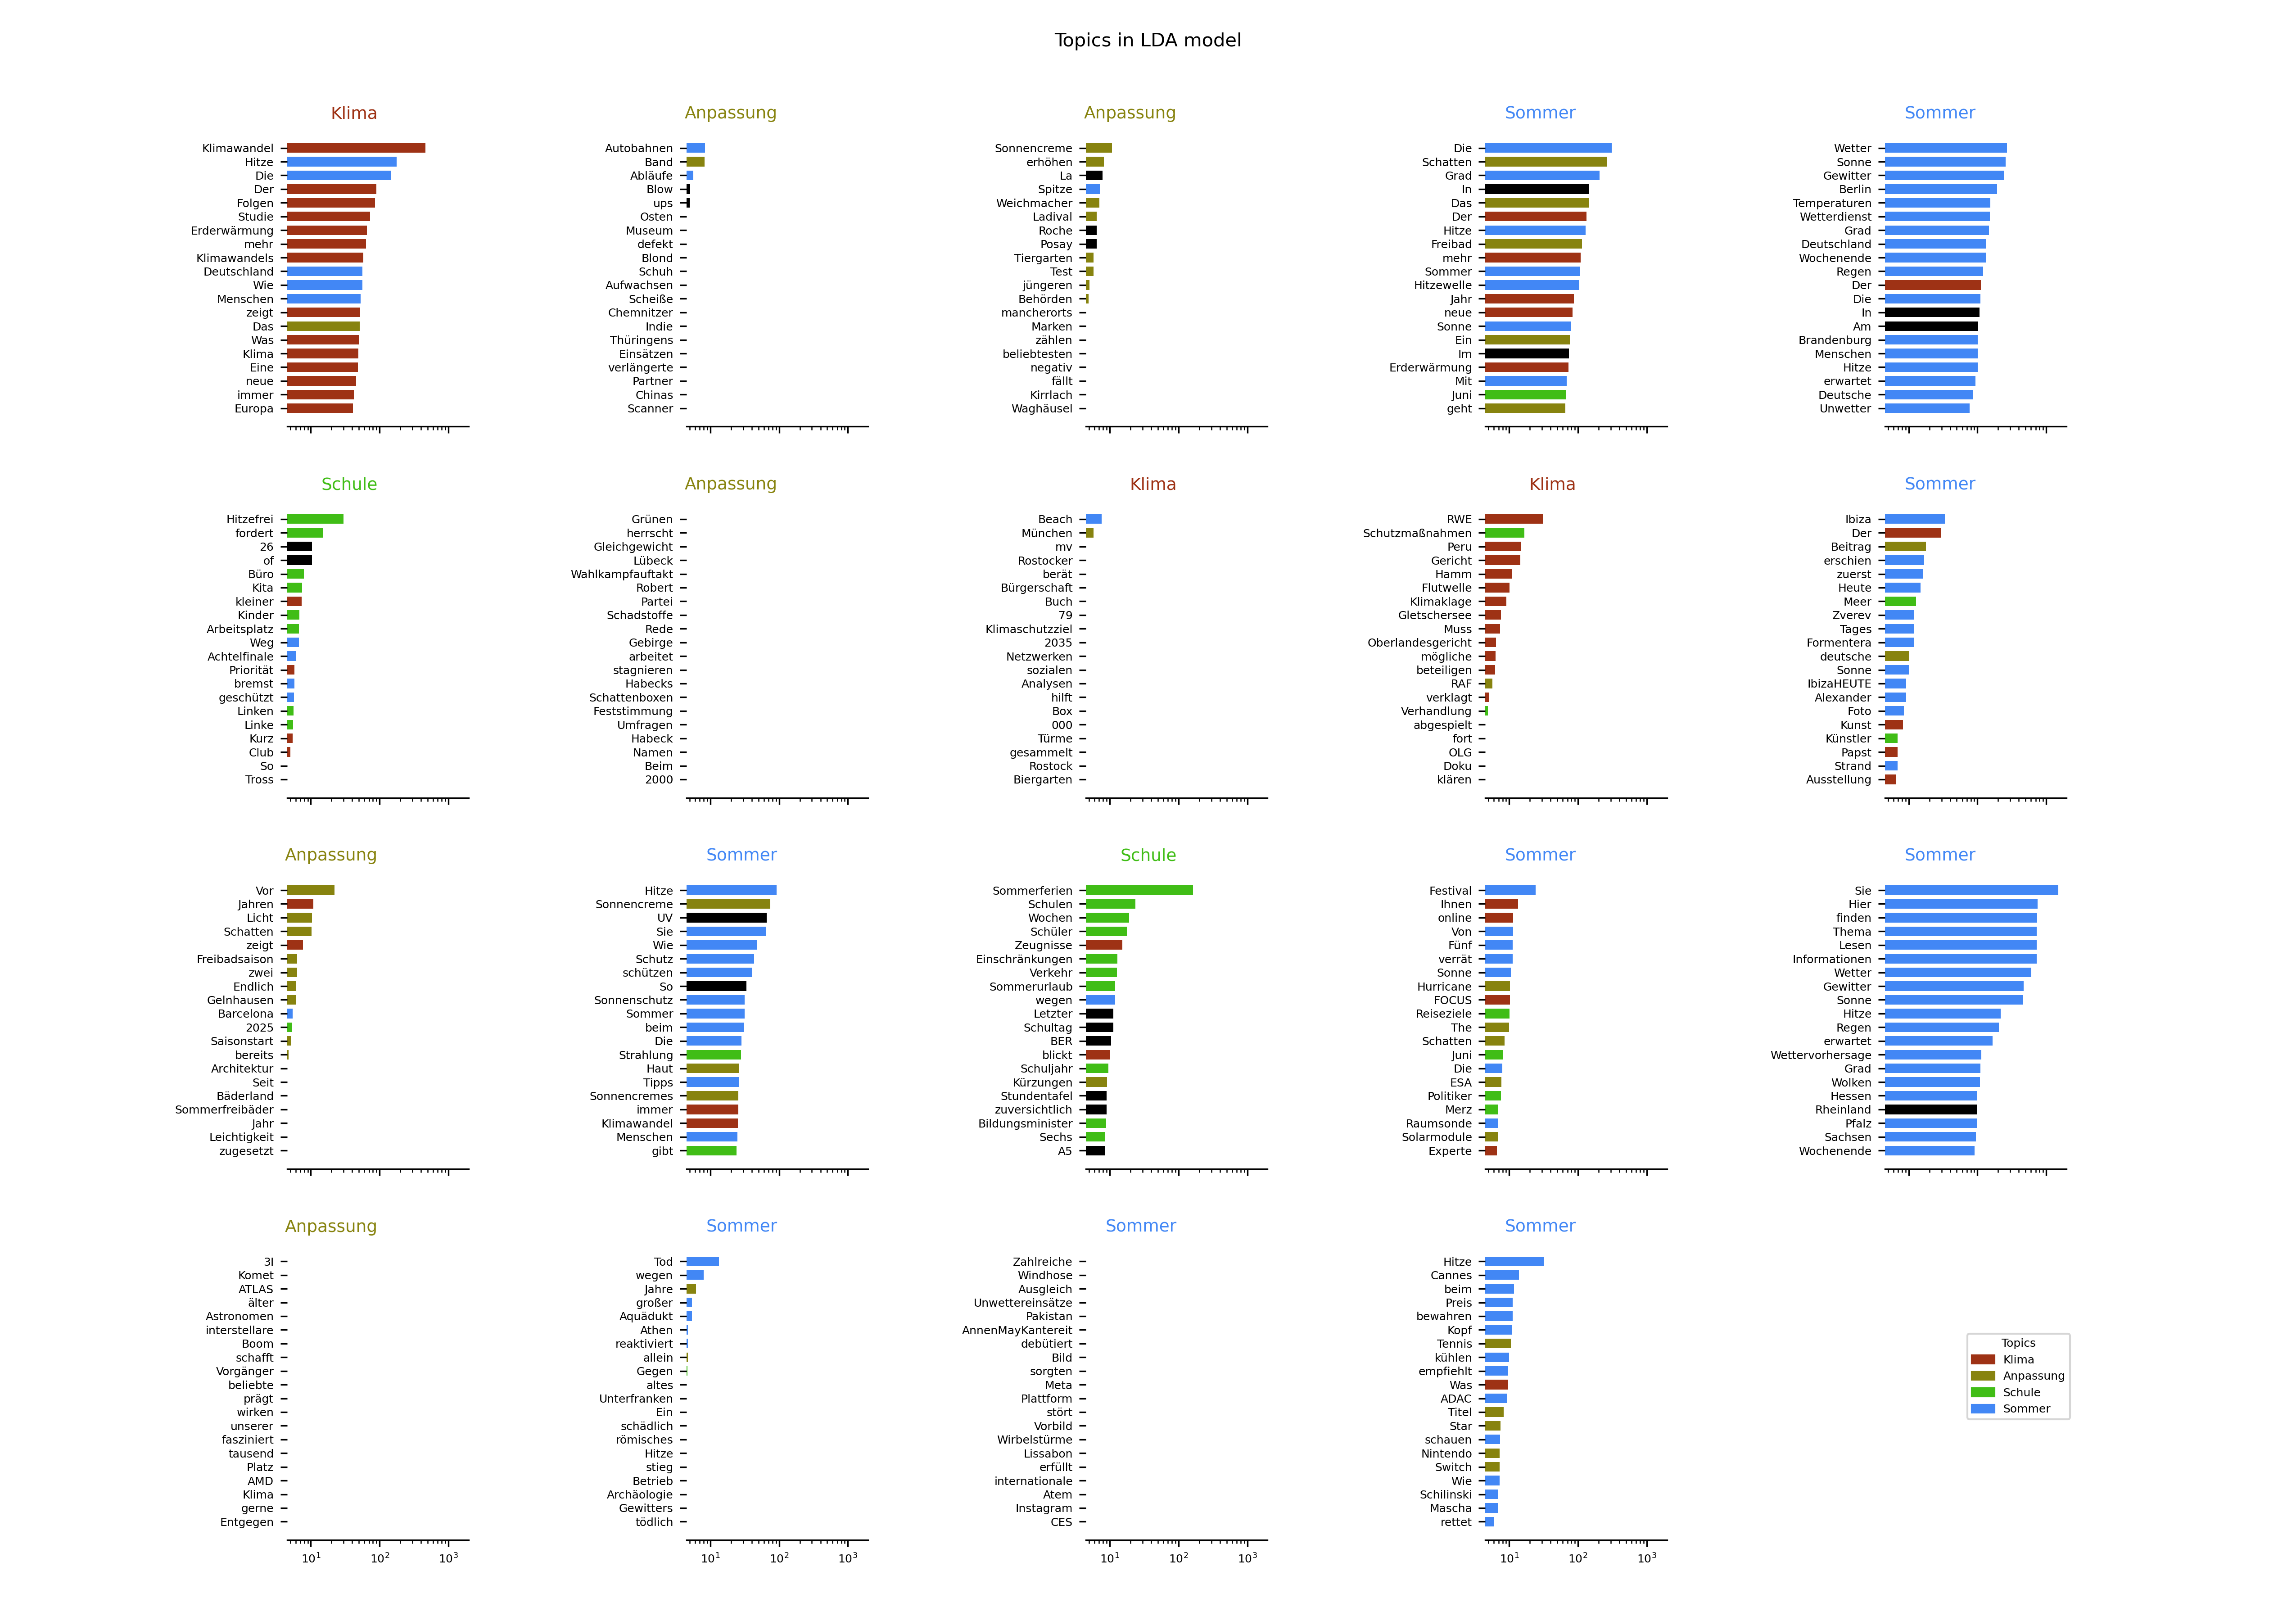 Topics in LDA model
Klima
Klimawandel
Hitze
Die
Der
Folgen
Studie
Erderwärmung
mehr
Klimawandels
Deutschland
Wie
Menschen
zeigt
Das
Was
Klima
Eine
neue
immer
Europa
Anpassung
Autobahnen
Band
Abläufe
Blow
ups
Osten
Museum
defekt
Blond
Schuh
Aufwachsen
Scheiße
Chemnitzer
Indie
Thüringens
Einsätzen
verlängerte
Partner
Chinas
Scanner
Anpassung
Sonnencreme
erhöhen
La
Spitze
Weichmacher
Ladival
Roche
Posay
Tiergarten
Test
jüngeren
Behörden
mancherorts
Marken
zählen
beliebtesten
negativ
fällt
Kirrlach
Waghäusel
Sommer
Die
Schatten
Grad
In
Das
Der
Hitze
Freibad
mehr
Sommer
Hitzewelle
Jahr
neue
Sonne
Ein
Im
Erderwärmung
Mit
Juni
geht
Sommer
Wetter
Sonne
Gewitter
Berlin
Temperaturen
Wetterdienst
Grad
Deutschland
Wochenende
Regen
Der
Die
In
Am
Brandenburg
Menschen
Hitze
erwartet
Deutsche
Unwetter
Schule
Hitzefrei
fordert
26
of
Büro
Kita
kleiner
Kinder
Arbeitsplatz
Weg
Achtelfinale
Priorität
bremst
geschützt
Linken
Linke
Kurz
Club
So
Tross
Anpassung
Grünen
herrscht
Gleichgewicht
Lübeck
Wahlkampfauftakt
Robert
Partei
Schadstoffe
Rede
Gebirge
arbeitet
stagnieren
Habecks
Schattenboxen
Feststimmung
Umfragen
Habeck
Namen
Beim
2000
Klima
Beach
München
mv
Rostocker
berät
Bürgerschaft
Buch
79
Klimaschutzziel
2035
Netzwerken
sozialen
Analysen
hilft
Box
000
Türme
gesammelt
Rostock
Biergarten
Klima
RWE
Schutzmaßnahmen
Peru
Gericht
Hamm
Flutwelle
Klimaklage
Gletschersee
Muss
Oberlandesgericht
mögliche
beteiligen
RAF
verklagt
Verhandlung
abgespielt
fort
OLG
Doku
klären
Sommer
Ibiza
Der
Beitrag
erschien
zuerst
Heute
Meer
Zverev
Tages
Formentera
deutsche
Sonne
IbizaHEUTE
Alexander
Foto
Kunst
Künstler
Papst
Strand
Ausstellung
Anpassung
Vor
Jahren
Licht
Schatten
zeigt
Freibadsaison
zwei
Endlich
Gelnhausen
Barcelona
2025
Saisonstart
bereits
Architektur
Seit
Bäderland
Sommerfreibäder
Jahr
Leichtigkeit
zugesetzt
Sommer
Hitze
Sonnencreme
UV
Sie
Wie
Schutz
schützen
So
Sonnenschutz
Sommer
beim
Die
Strahlung
Haut
Tipps
Sonnencremes
immer
Klimawandel
Menschen
gibt
Schule
Sommerferien
Schulen
Wochen
Schüler
Zeugnisse
Einschränkungen
Verkehr
Sommerurlaub
wegen
Letzter
Schultag
BER
blickt
Schuljahr
Kürzungen
Stundentafel
zuversichtlich
Bildungsminister
Sechs
A5
Sommer
Festival
Ihnen
online
Von
Fünf
verrät
Sonne
Hurricane
FOCUS
Reiseziele
The
Schatten
Juni
Die
ESA
Politiker
Merz
Raumsonde
Solarmodule
Experte
Sommer
Sie
Hier
finden
Thema
Lesen
Informationen
Wetter
Gewitter
Sonne
Hitze
Regen
erwartet
Wettervorhersage
Grad
Wolken
Hessen
Rheinland
Pfalz
Sachsen
Wochenende
Anpassung
3I
Komet
ATLAS
älter
Astronomen
interstellare
Boom
schafft
Vorgänger
beliebte
prägt
wirken
unserer
fasziniert
tausend
Platz
AMD
Klima
gerne
Entgegen
10¹ 10² 10³
Sommer
Tod
wegen
Jahre
großer
Aquädukt
Athen
reaktiviert
allein
Gegen
altes
Unterfranken
Ein
schädlich
römisches
Hitze
stieg
Betrieb
Archäologie
Gewitters
tödlich
10¹ 10² 10³
Sommer
Zahlreiche
Windhose
Ausgleich
Unwettereinsätze
Pakistan
AnnenMayKantereit
debütiert
Bild
sorgten
Meta
Plattform
stört
Vorbild
Wirbelstürme
Lissabon
erfüllt
internationale
Atem
Instagram
CES
10¹ 10² 10³
Sommer
Hitze
Cannes
beim
Preis
bewahren
Kopf
Tennis
kühlen
empfiehlt
Was
ADAC
Titel
Star
schauen
Nintendo
Switch
Wie
Schilinski
Mascha
rettet
10¹ 10² 10³
Topics
Klima
Anpassung
Schule
Sommer